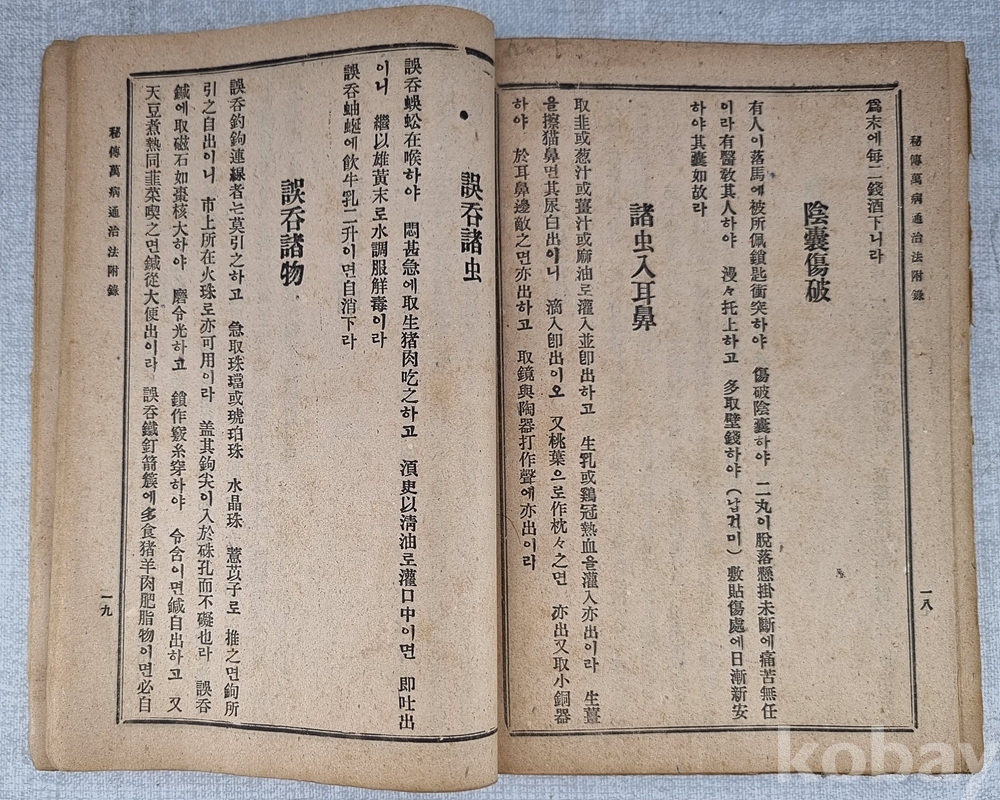 秘傳萬病通治法附錄
爲末에每二錢酒下니라
陰囊傷破
有人이落馬에被所佩鎖匙衝突하야 傷破陰囊하야 二丸이脫落懸掛未斷에痛苦無任
이라有醫敎其人하야 漫々托上하고 多取壁錢하야 (납거미) 敷貼傷處에日漸新安
하야其囊如故라
諸虫入耳鼻
取韭或葱汁或薑汁或麻油로灌入並卽出하고 生乳或鷄冠熱血을灌入亦出이라 生薑
을擦猫鼻면其尿自出이니 滴入卽出이오 又桃葉으로作枕々之면 亦出又取小銅器
하야 於耳鼻邊敲之면亦出하고 取鏡與陶器打作聲에亦出이라
一八
誤呑諸虫
誤呑蜈蚣在喉하야 悶甚急에取生猪肉吃之하고 須臾以淸油로灌口中이면 即吐出
이니 繼以雄黃末로水調服觧毒이라
誤呑蚰蜒에飮牛乳二升이면自消下라
誤呑諸物
誤呑釣鉤連線者는莫引之하고 急取珠璫或琥珀珠 水晶珠 薏苡子로 推之면鉤所
引之自出이니 市上所在火珠로亦可用이라 盖其鉤尖이入於硃孔而不礙也라 誤呑
鍼에取磁石如棗核大하야 磨令光하고 鎖作竅糸穿하야 令含이면鍼自出하고 又
天豆煮熟同韭菜喫之면鍼從大便出이라 誤呑鐵釘箭簇에多食猪羊肉肥脂物이면必自
秘傳萬病通治法附錄
一九
kobay